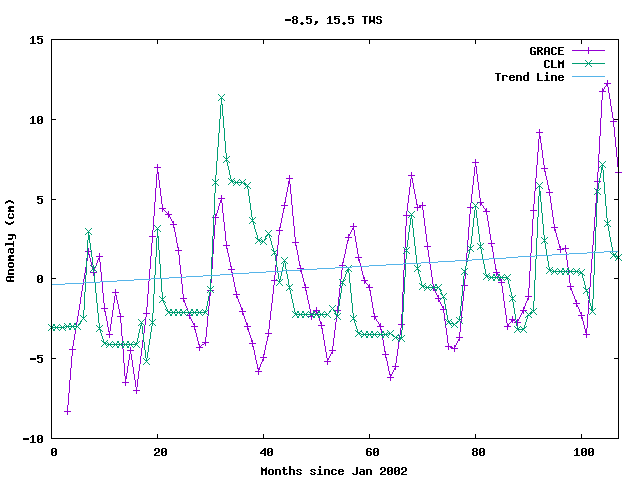 -8.5, 15.5 TWS
15
10
5
0
-5
-10
Anomaly (cm)
GRACE
CLM
Trend Line
0 20 40 60 80 100
Months since Jan 2002